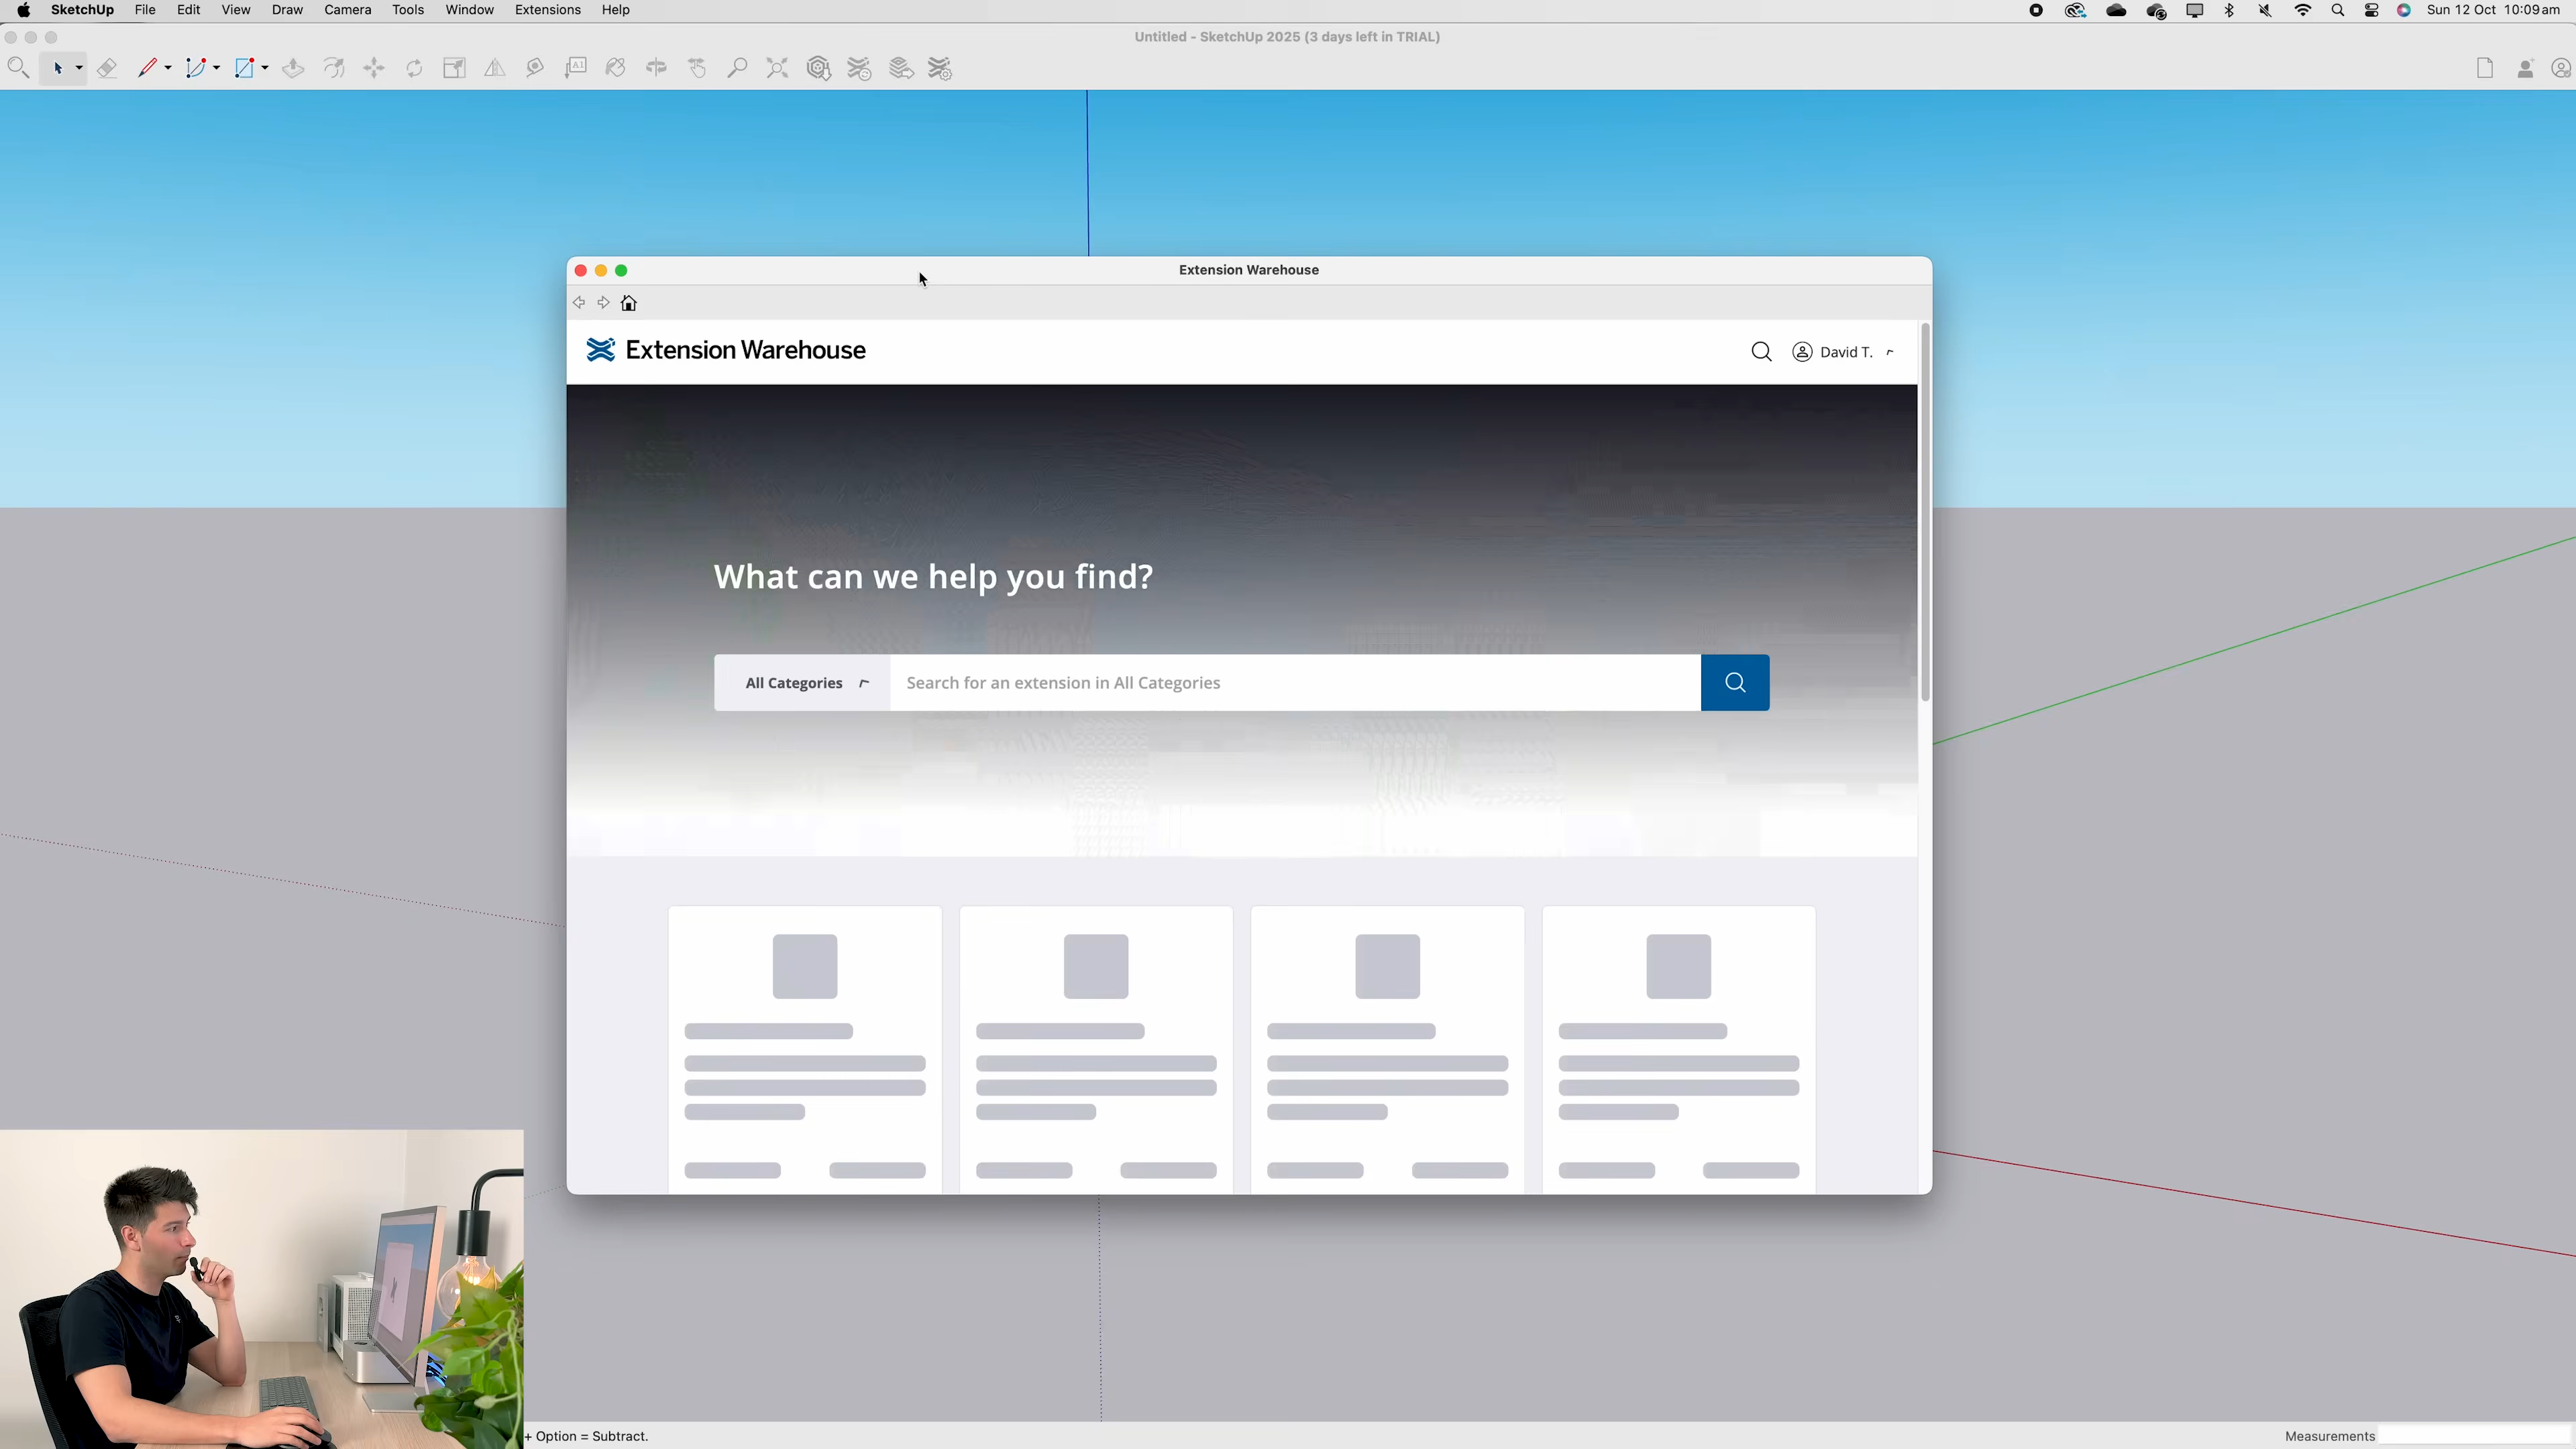 SketchUp File Edit View Draw Camera Tools Window Extensions Help
Sun 12 Oct 10:09 am
Untitled - SketchUp 2025 (3 days left in TRIAL)
Extension Warehouse
Extension Warehouse
David T.
What can we help you find?
All Categories
Search for an extension in All Categories
+ Option = Subtract.
Measurements